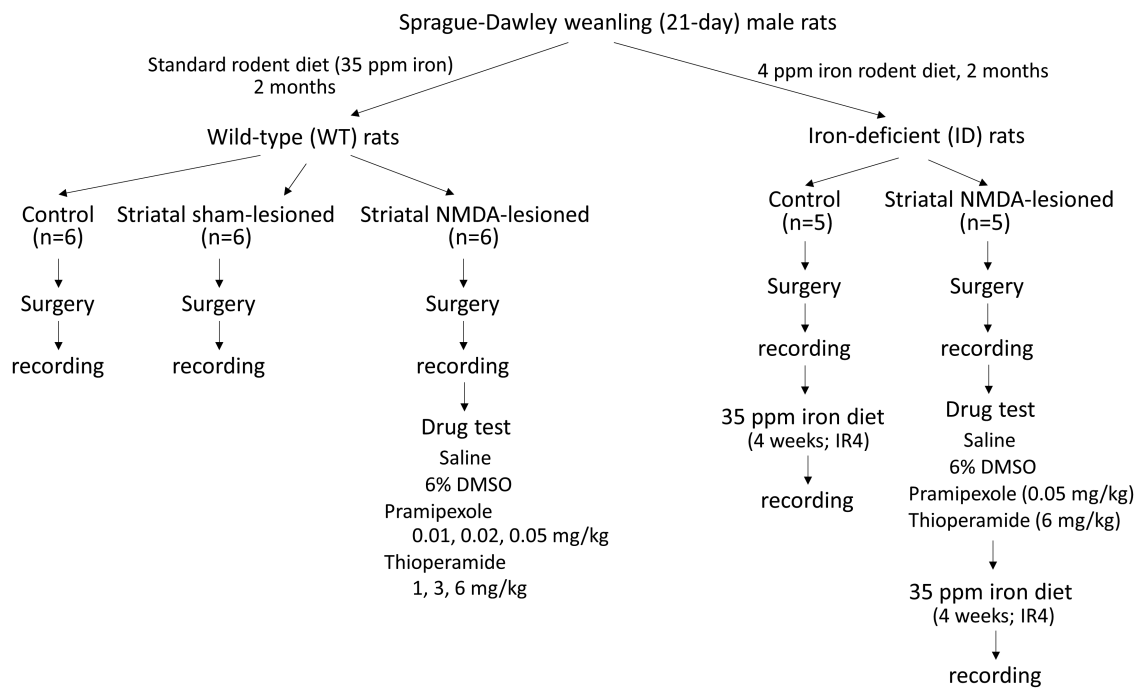 Sprague-Dawley weanling (21-day) male rats
Standard rodent diet (35 ppm iron)
2 months
4 ppm iron rodent diet, 2 months
Wild-type (WT) rats
Iron-deficient (ID) rats
Control
(n=6)
Striatal sham-lesioned
(n=6)
Striatal NMDA-lesioned
(n=6)
Control
(n=5)
Striatal NMDA-lesioned
(n=5)
Surgery
Surgery
Surgery
Surgery
Surgery
recording
recording
recording
recording
recording
Drug test
Saline
6% DMSO
Pramipexole
0.01, 0.02, 0.05 mg/kg
Thioperamide
1, 3, 6 mg/kg
35 ppm iron diet
(4 weeks; IR4)
recording
Drug test
Saline
6% DMSO
Pramipexole (0.05 mg/kg)
Thioperamide (6 mg/kg)
35 ppm iron diet
(4 weeks; IR4)
recording